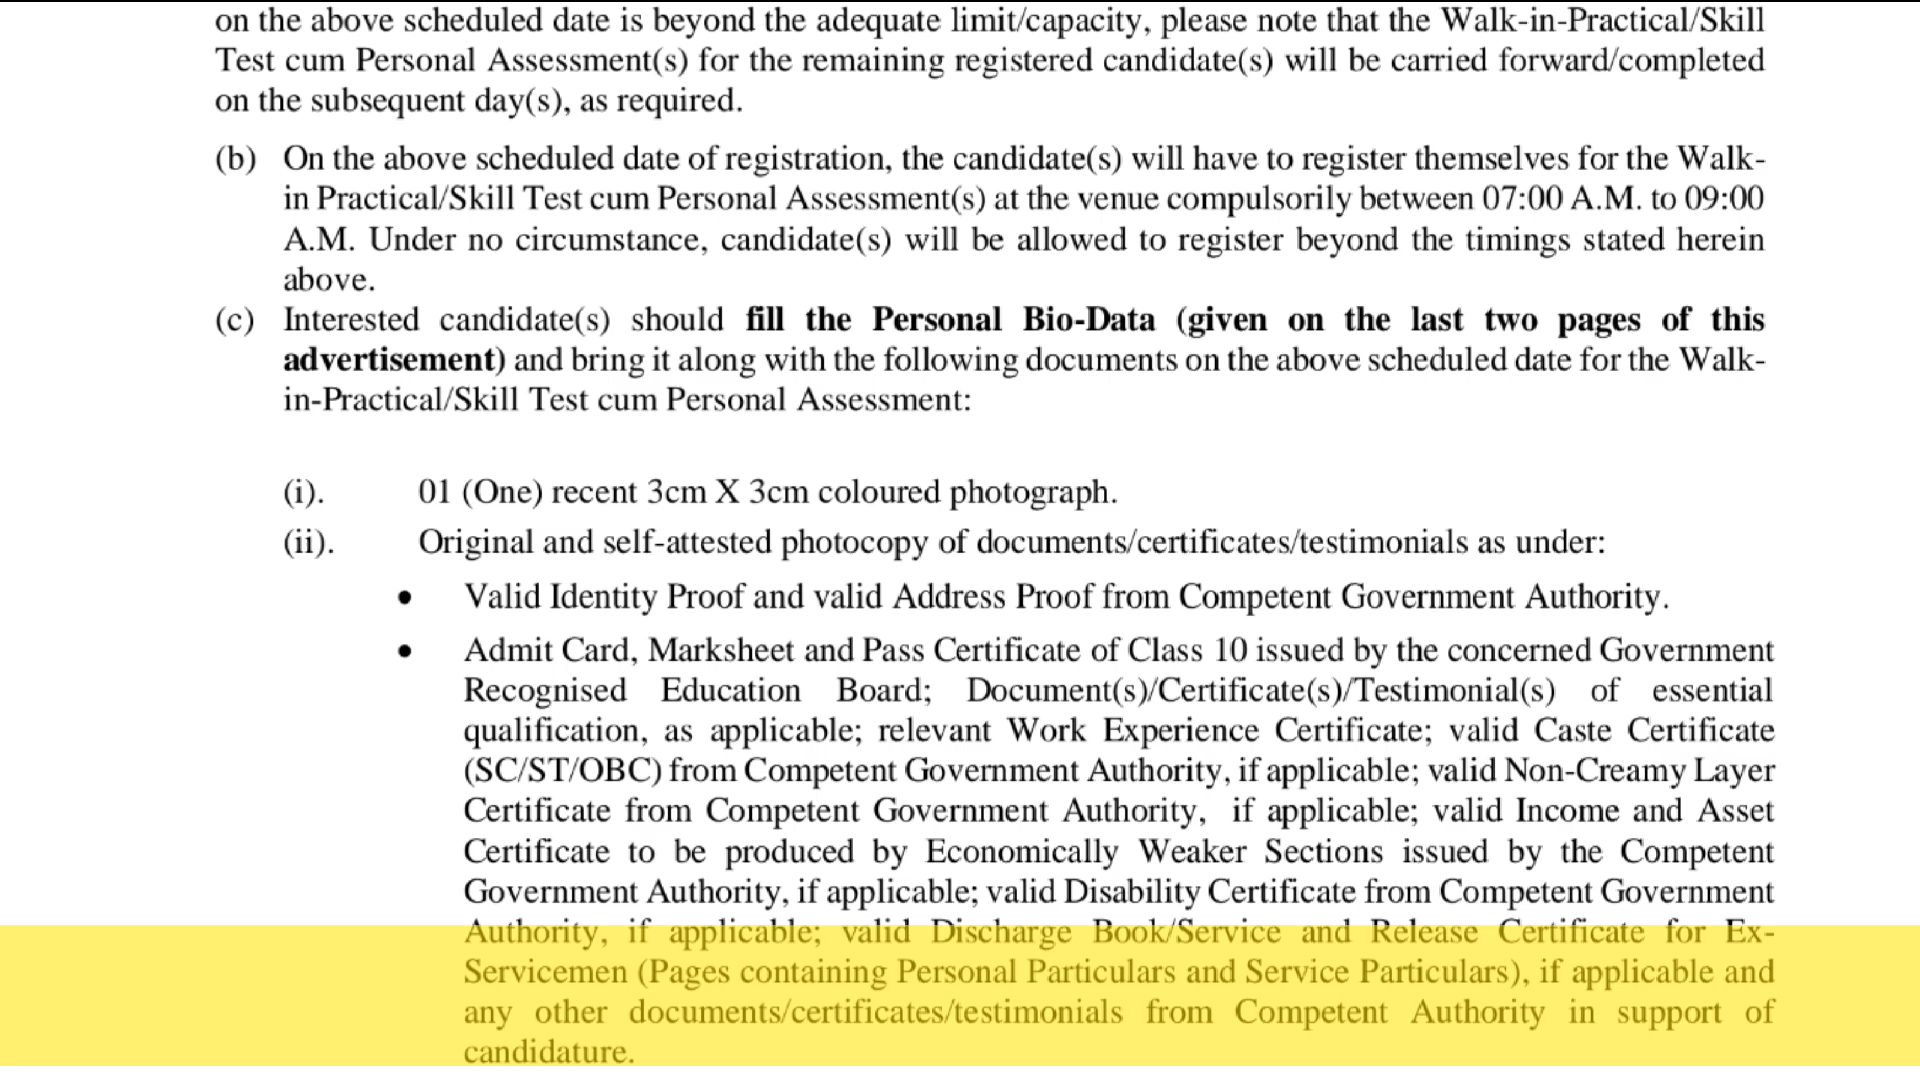 on the above scheduled date is beyond the adequate limit/capacity, please note that the Walk-in-Practical/Skill
Test cum Personal Assessment(s) for the remaining registered candidate(s) will be carried forward/completed
on the subsequent day(s), as required.
(b) On the above scheduled date of registration, the candidate(s) will have to register themselves for the Walk-
in Practical/Skill Test cum Personal Assessment(s) at the venue compulsorily between 07:00 A.M. to 09:00
A.M. Under no circumstance, candidate(s) will be allowed to register beyond the timings stated herein
above.
(c) Interested candidate(s) should fill the Personal Bio-Data (given on the last two pages of this
advertisement) and bring it along with the following documents on the above scheduled date for the Walk-
in-Practical/Skill Test cum Personal Assessment:
(i). 01 (One) recent 3cm X 3cm coloured photograph.
(ii). Original and self-attested photocopy of documents/certificates/testimonials as under:
• Valid Identity Proof and valid Address Proof from Competent Government Authority.
• Admit Card, Marksheet and Pass Certificate of Class 10 issued by the concerned Government
Recognised Education Board; Document(s)/Certificate(s)/Testimonial(s) of essential
qualification, as applicable; relevant Work Experience Certificate; valid Caste Certificate
(SC/ST/OBC) from Competent Government Authority, if applicable; valid Non-Creamy Layer
Certificate from Competent Government Authority, if applicable; valid Income and Asset
Certificate to be produced by Economically Weaker Sections issued by the Competent
Government Authority, if applicable; valid Disability Certificate from Competent Government
Authority, if applicable; valid Discharge Book/Service and Release Certificate for Ex-
Servicemen (Pages containing Personal Particulars and Service Particulars), if applicable and
any other documents/certificates/testimonials from Competent Authority in support of
candidature.